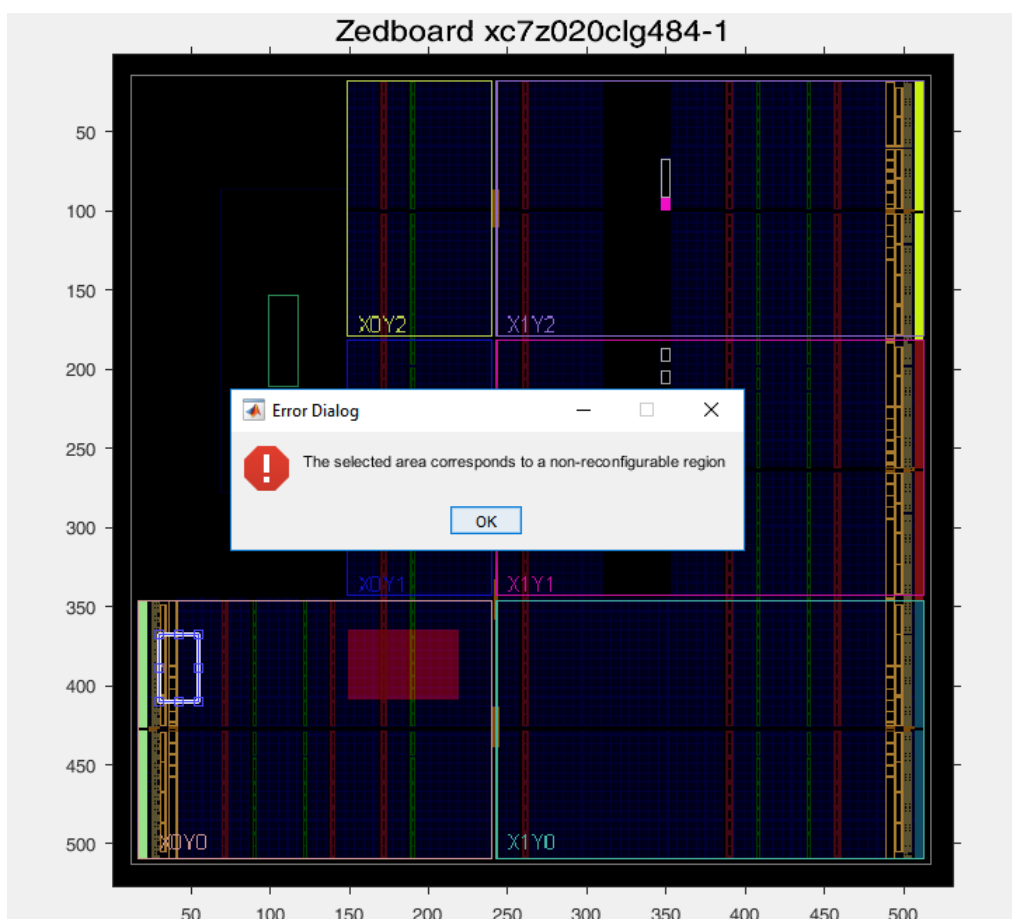 Zedboard xc7z020clg484-1
50
100
150
X0Y2 X1Y2
200
Error Dialog
250
The selected area corresponds to a non-reconfigurable region
OK
300
X0Y1 X1Y1
350
400
450
X0Y0 X1Y0
500
50 100 150 200 250 300 350 400 450 500